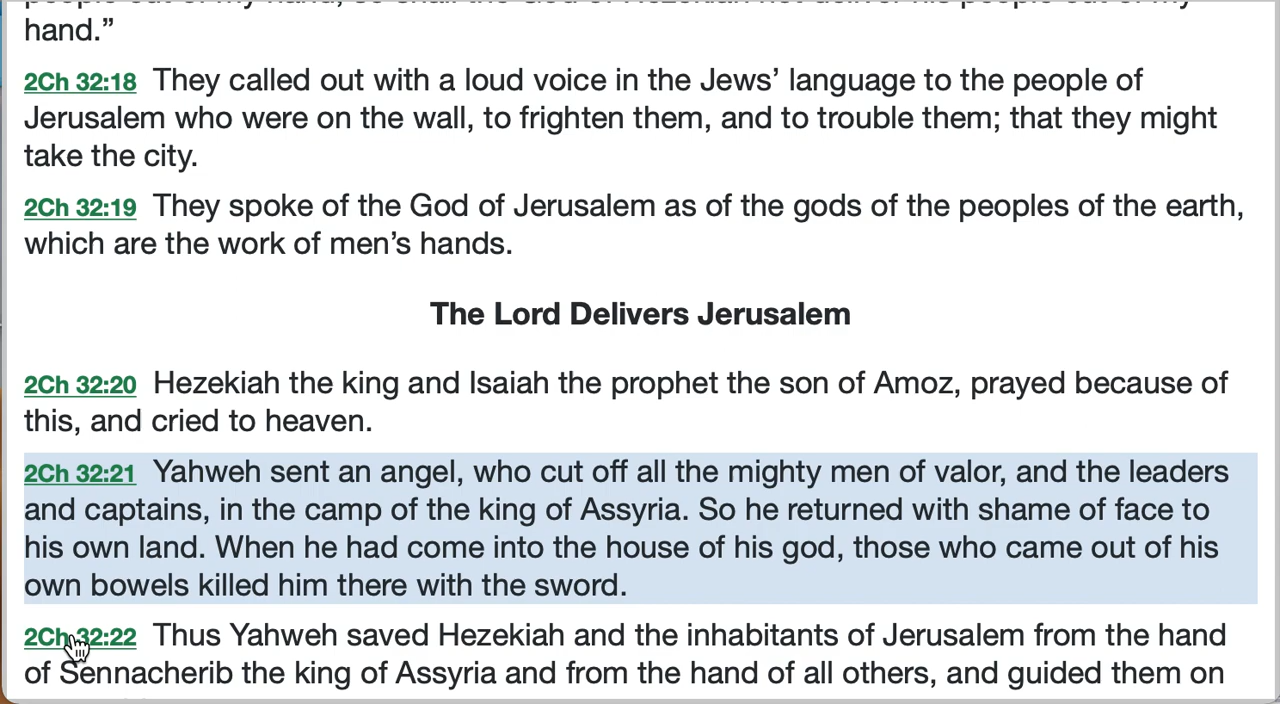 hand.”
2Ch 32:18 They called out with a loud voice in the Jews’ language to the people of
Jerusalem who were on the wall, to frighten them, and to trouble them; that they might
take the city.
2Ch 32:19 They spoke of the God of Jerusalem as of the gods of the peoples of the earth,
which are the work of men’s hands.
The Lord Delivers Jerusalem
2Ch 32:20 Hezekiah the king and Isaiah the prophet the son of Amoz, prayed because of
this, and cried to heaven.
2Ch 32:21 Yahweh sent an angel, who cut off all the mighty men of valor, and the leaders
and captains, in the camp of the king of Assyria. So he returned with shame of face to
his own land. When he had come into the house of his god, those who came out of his
own bowels killed him there with the sword.
2Ch 32:22 Thus Yahweh saved Hezekiah and the inhabitants of Jerusalem from the hand
of Sennacherib the king of Assyria and from the hand of all others, and guided them on